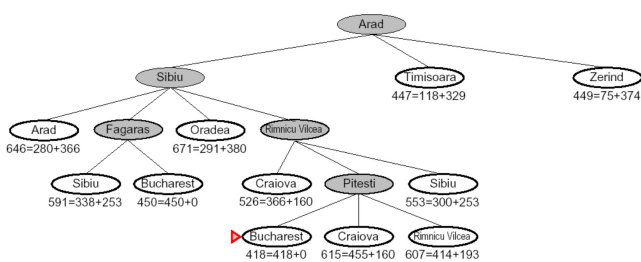 Arad
Sibiu Timisoara Zerind
447=118+329 449=75+374
Arad Fagaras Oradea Rimnicu Vilcea
646=280+366 671=291+380
Sibiu Bucharest Craiova Pitesti Sibiu
591=338+253 450=450+0 526=366+160 553=300+253
Bucharest Craiova Rimnicu Vilcea
418=418+0 615=455+160 607=414+193